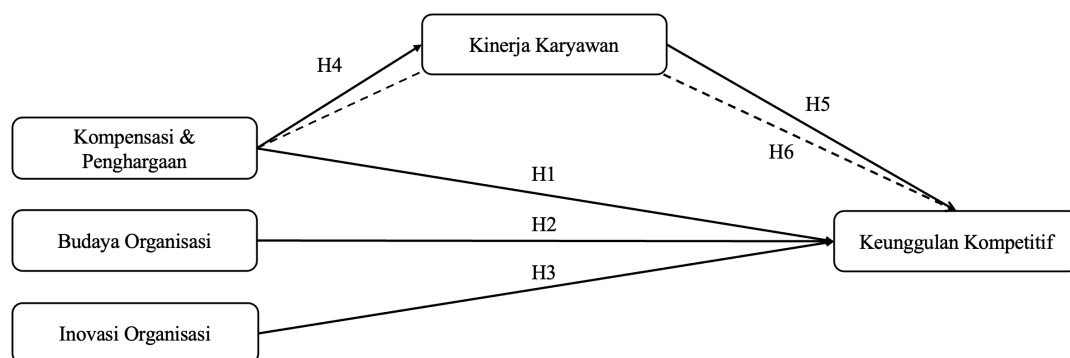 Kinerja Karyawan
H4
H5
H6
Kompensasi &
Penghargaan
H1
Budaya Organisasi
H2
Keunggulan Kompetitif
H3
Inovasi Organisasi